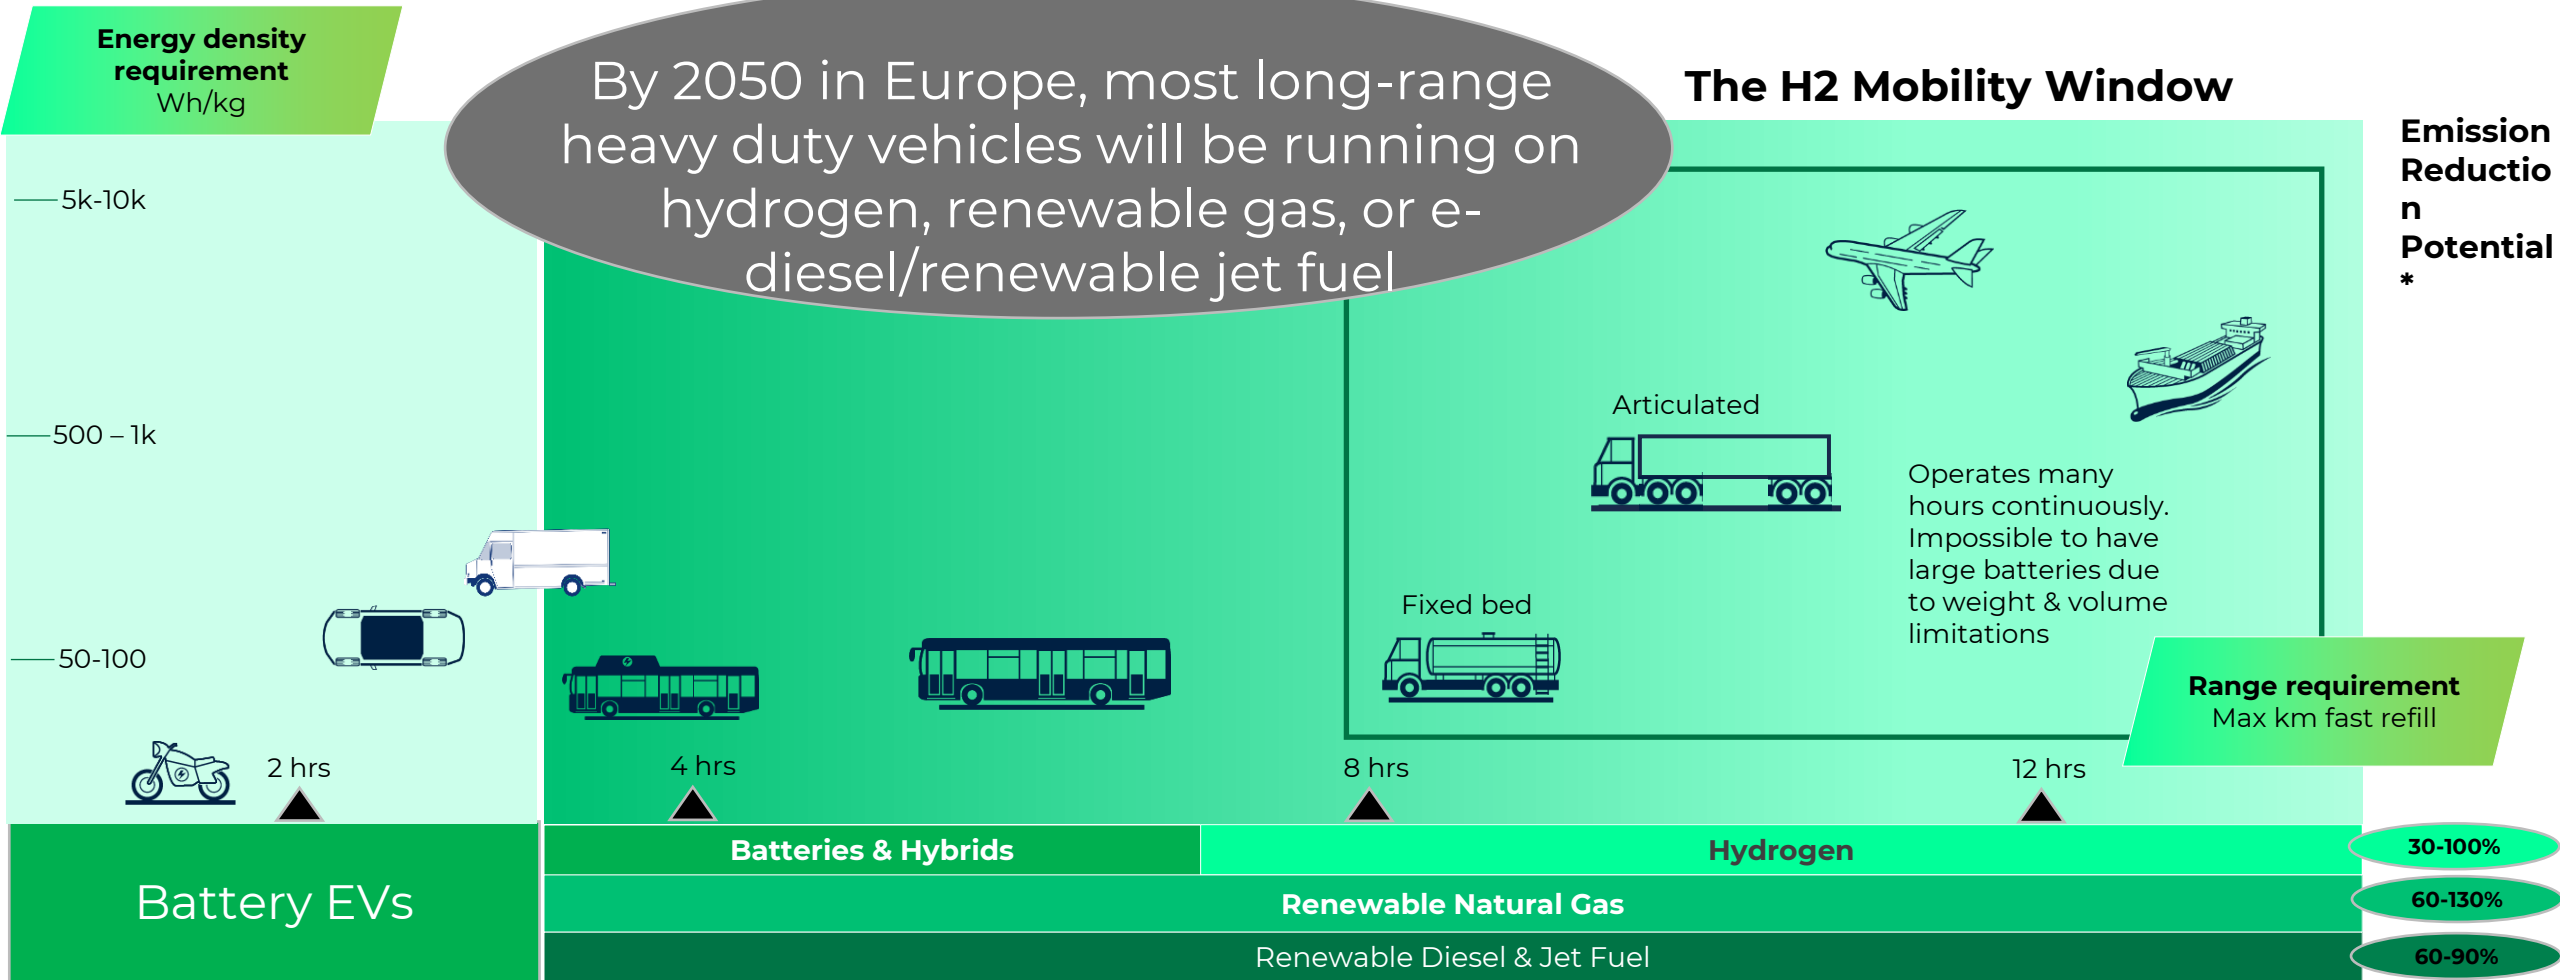 Energy density
requirement
Wh/kg
By 2050 in Europe, most long-range
heavy duty vehicles will be running on
hydrogen, renewable gas, or e-
diesel/renewable jet fuel
The H2 Mobility Window
Emission
Reductio
n
Potential
*
5k-10k
500 – 1k
50-100
Articulated
Operates many
hours continuously.
Impossible to have
large batteries due
to weight & volume
limitations
Fixed bed
Range requirement
Max km fast refill
2 hrs
4 hrs
8 hrs
12 hrs
Battery EVs
Batteries & Hybrids
Hydrogen
30-100%
Renewable Natural Gas
60-130%
Renewable Diesel & Jet Fuel
60-90%